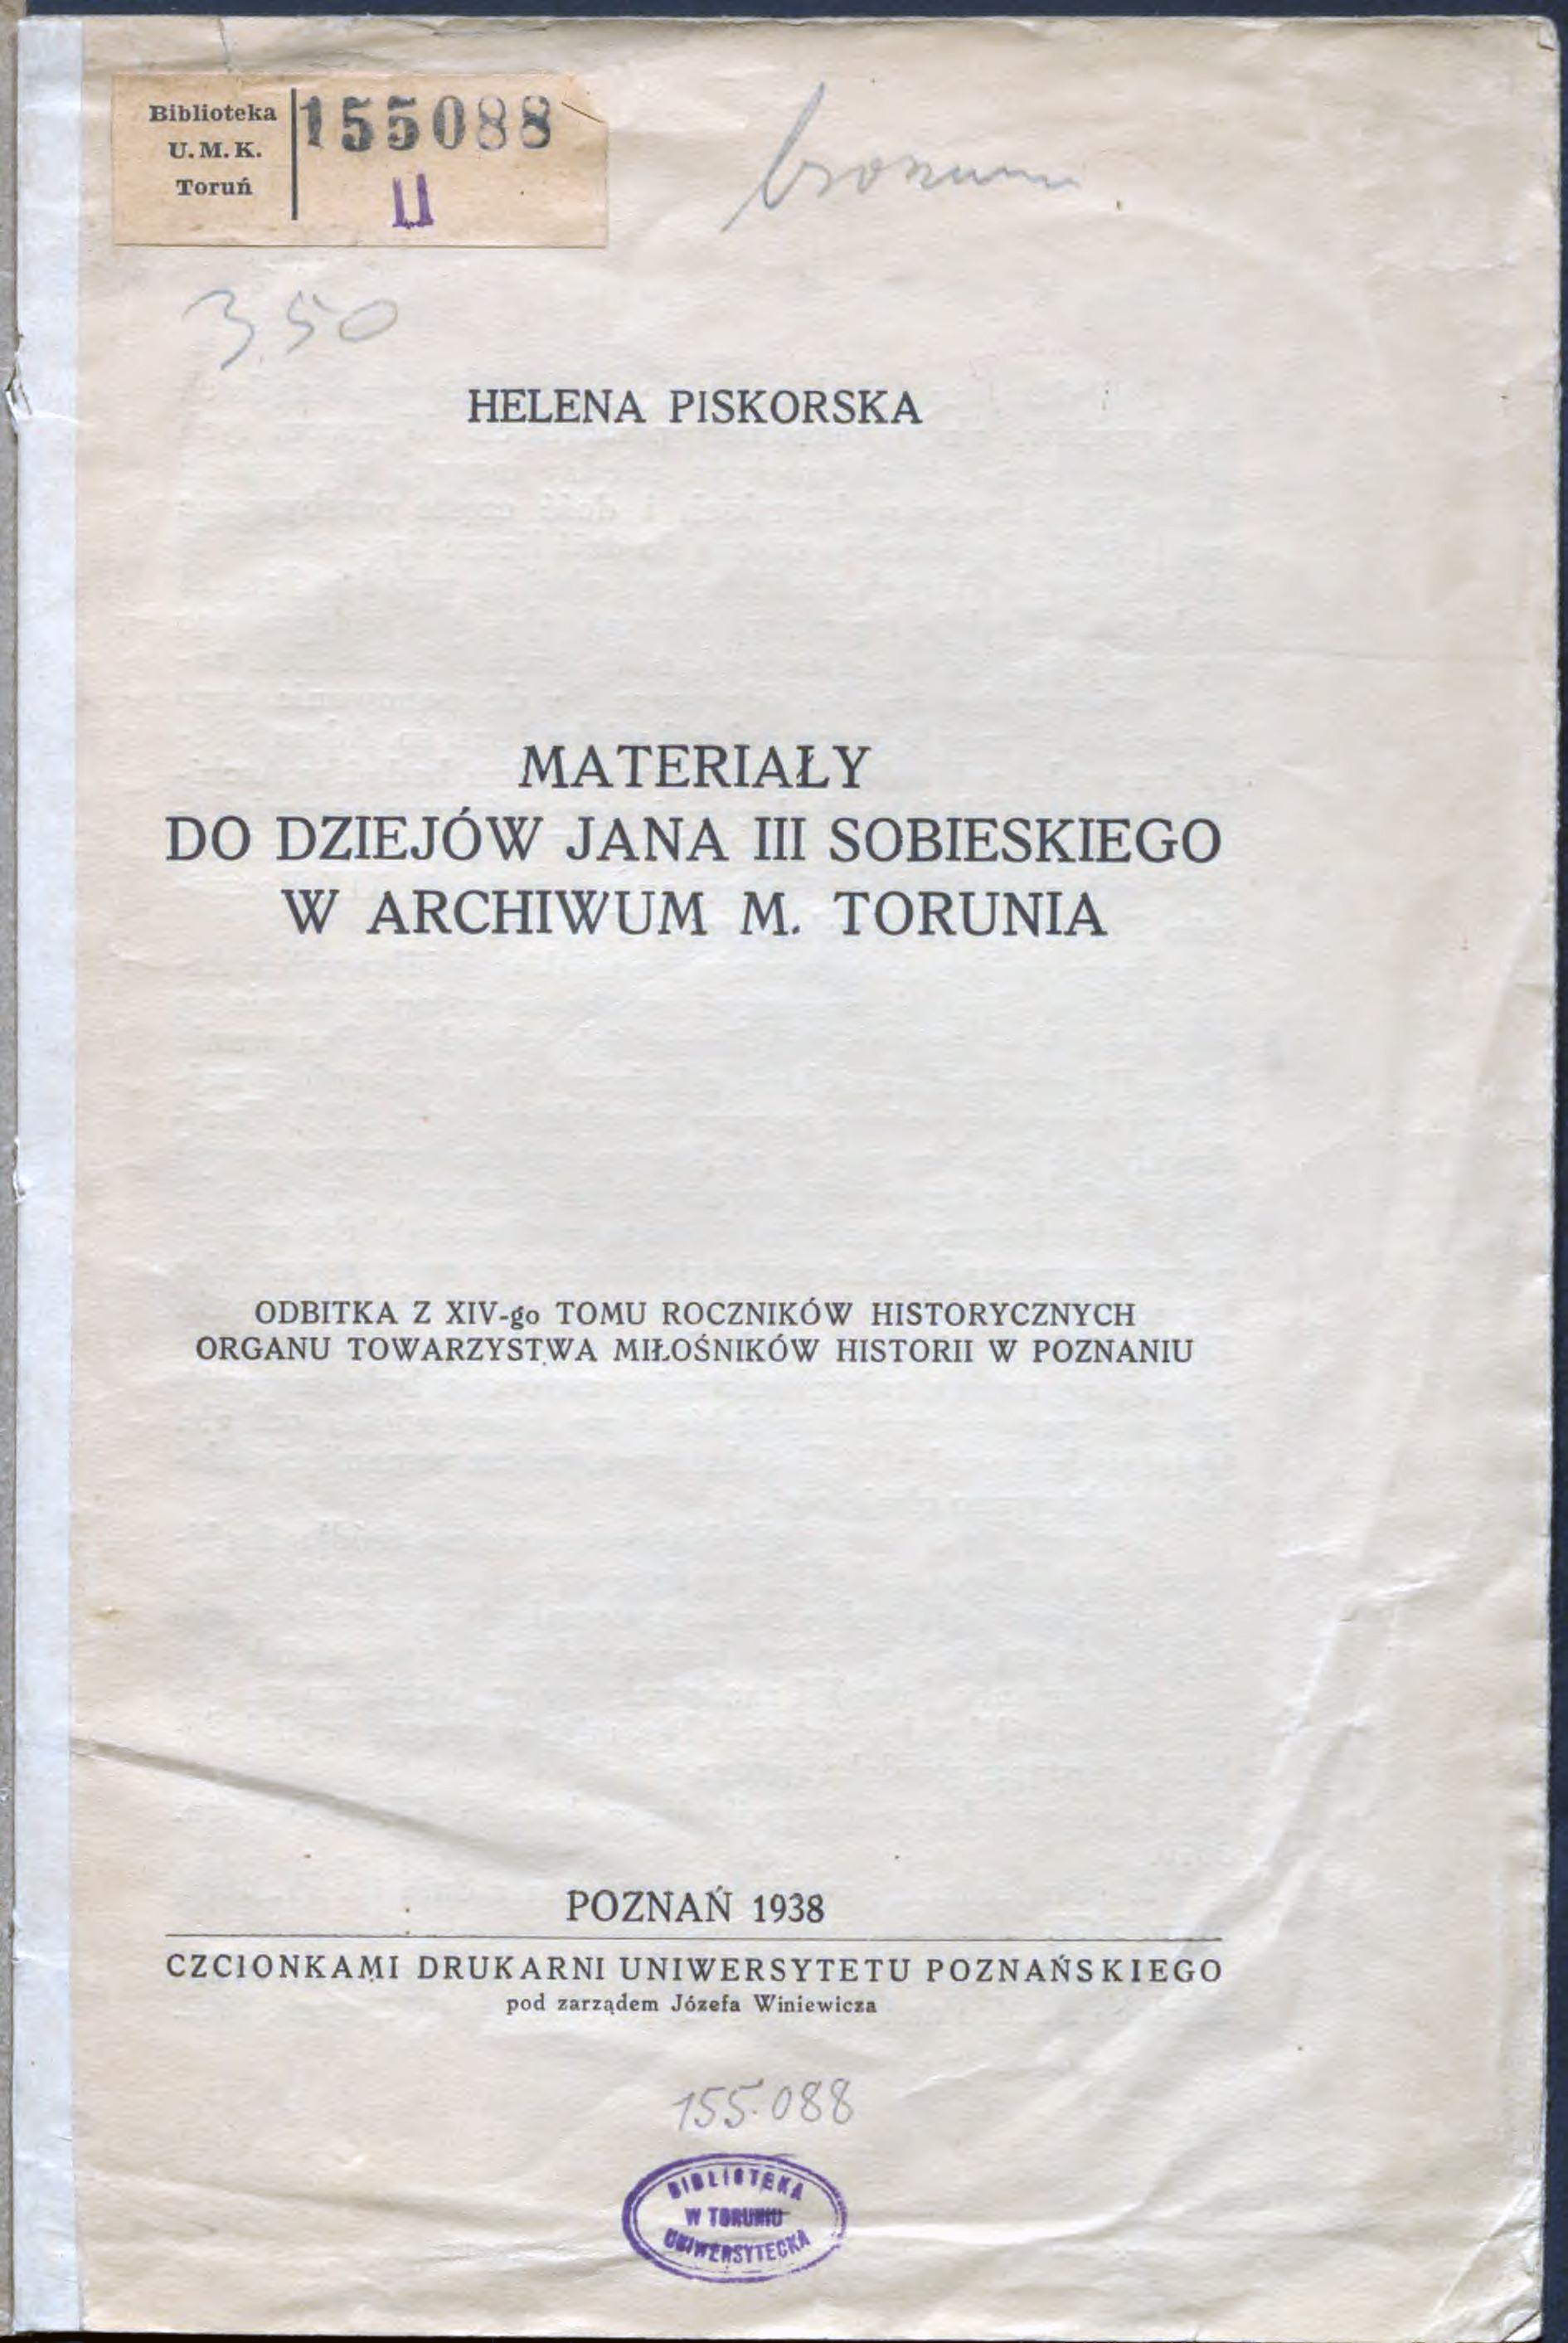 Biblioteka
U. M. K.
Toruń
155088
II
3.50
HELENA PISKORSKA
MATERIAŁY
DO DZIEJÓW JANA III SOBIESKIEGO
W ARCHIWUM M. TORUNIA
ODBITKA Z XIV-go TOMU ROCZNIKÓW HISTORYCZNYCH
ORGANU TOWARZYSTWA MIŁOŚNIKÓW HISTORII W POZNANIU
POZNAŃ 1938
CZCIONKAMI DRUKARNI UNIWERSYTETU POZNAŃSKIEGO
pod zarządem Józefa Winiewicza
155.088
BIBLIOTEKA
W TORUNIU
UNIWERSYTECKA